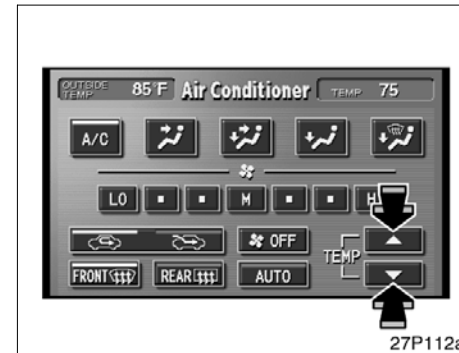 OUTSIDE TEMP 85°F Air Conditioner TEMP 75
A/C
LO M H
OFF
TEMP
FRONT REAR AUTO
27P112a